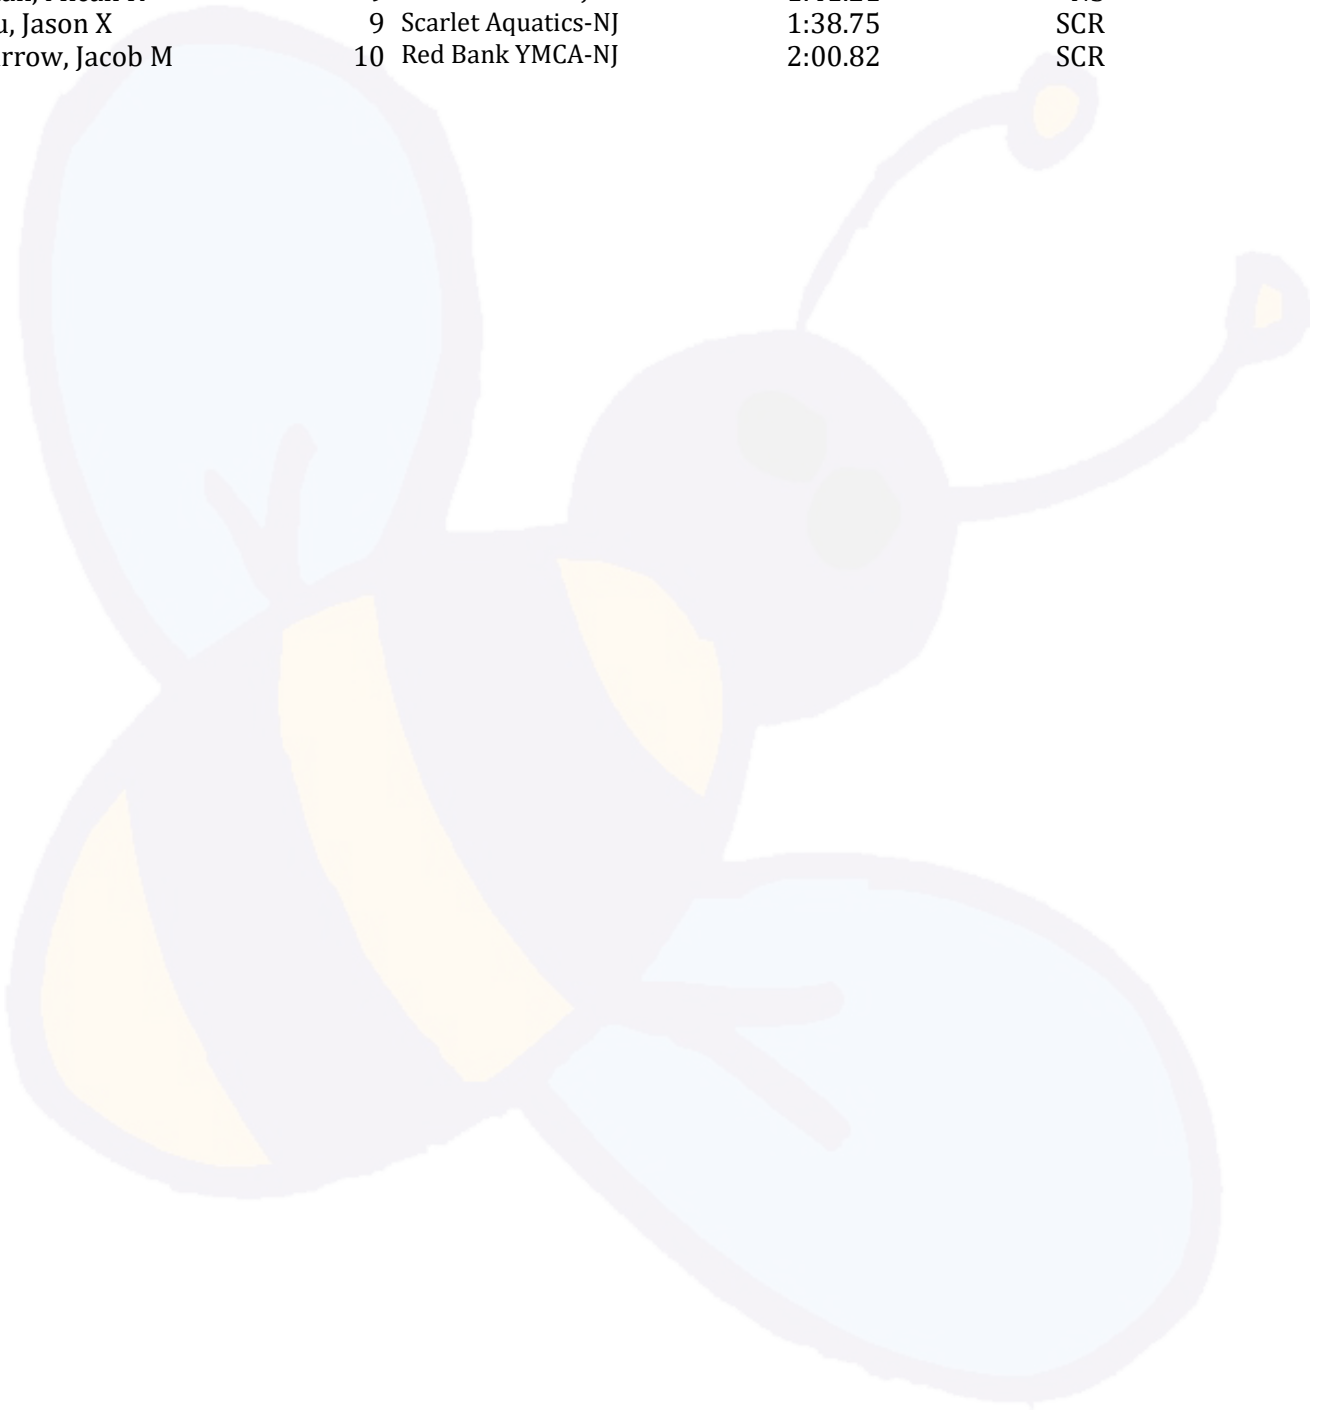 9
u, Jason X 9 Scarlet Aquatics-NJ 1:38.75 SCR
rrow, Jacob M 10 Red Bank YMCA-NJ 2:00.82 SCR